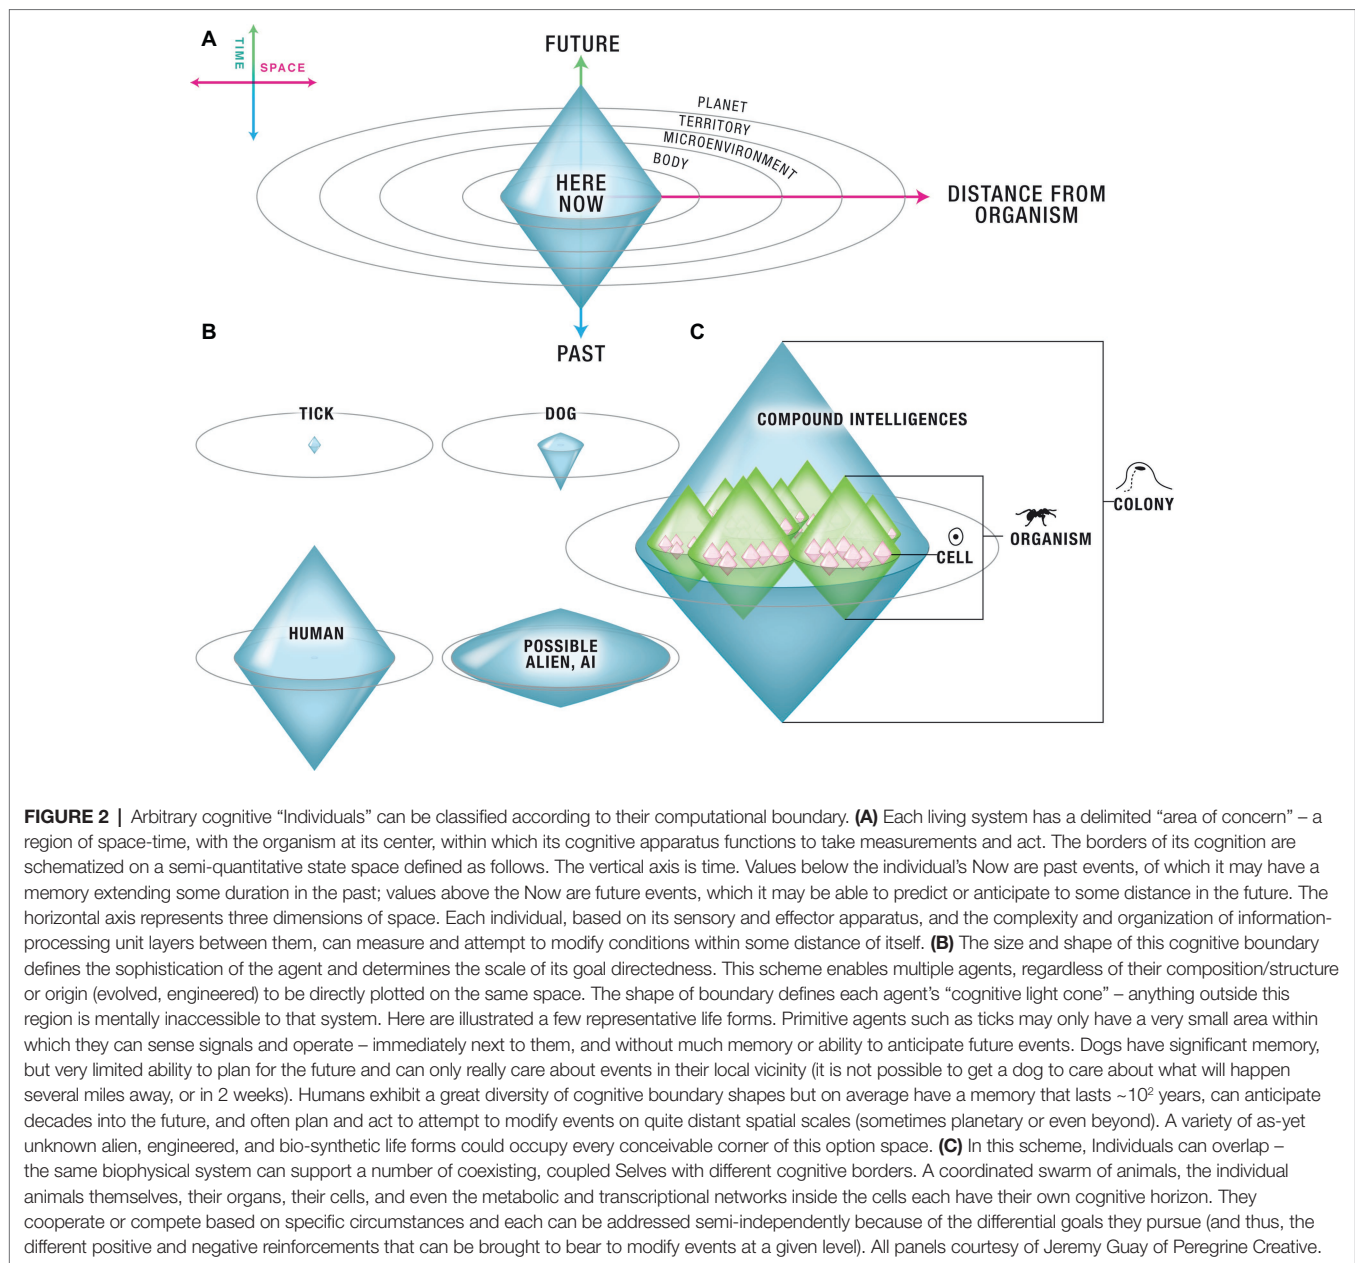 A
TIME
SPACE
FUTURE
PLANET
TERRITORY
MICROENVIRONMENT
BODY
HERE
NOW
DISTANCE FROM
ORGANISM
PAST
B
TICK
DOG
HUMAN
POSSIBLE
ALIEN, AI
C
COMPOUND INTELLIGENCES
CELL
ORGANISM
COLONY
FIGURE 2 | Arbitrary cognitive “Individuals” can be classified according to their computational boundary. (A) Each living system has a delimited “area of concern” – a
region of space-time, with the organism at its center, within which its cognitive apparatus functions to take measurements and act. The borders of its cognition are
schematized on a semi-quantitative state space defined as follows. The vertical axis is time. Values below the individual’s Now are past events, of which it may have a
memory extending some duration in the past; values above the Now are future events, which it may be able to predict or anticipate to some distance in the future. The
horizontal axis represents three dimensions of space. Each individual, based on its sensory and effector apparatus, and the complexity and organization of information-
processing unit layers between them, can measure and attempt to modify conditions within some distance of itself. (B) The size and shape of this cognitive boundary
defines the sophistication of the agent and determines the scale of its goal directedness. This scheme enables multiple agents, regardless of their composition/structure
or origin (evolved, engineered) to be directly plotted on the same space. The shape of boundary defines each agent’s “cognitive light cone” – anything outside this
region is mentally inaccessible to that system. Here are illustrated a few representative life forms. Primitive agents such as ticks may only have a very small area within
which they can sense signals and operate – immediately next to them, and without much memory or ability to anticipate future events. Dogs have significant memory,
but very limited ability to plan for the future and can only really care about events in their local vicinity (it is not possible to get a dog to care about what will happen
several miles away, or in 2 weeks). Humans exhibit a great diversity of cognitive boundary shapes but on average have a memory that lasts ~10² years, can anticipate
decades into the future, and often plan and act to attempt to modify events on quite distant spatial scales (sometimes planetary or even beyond). A variety of as-yet
unknown alien, engineered, and bio-synthetic life forms could occupy every conceivable corner of this option space. (C) In this scheme, Individuals can overlap –
the same biophysical system can support a number of coexisting, coupled Selves with different cognitive borders. A coordinated swarm of animals, the individual
animals themselves, their organs, their cells, and even the metabolic and transcriptional networks inside the cells each have their own cognitive horizon. They
cooperate or compete based on specific circumstances and each can be addressed semi-independently because of the differential goals they pursue (and thus, the
different positive and negative reinforcements that can be brought to bear to modify events at a given level). All panels courtesy of Jeremy Guay of Peregrine Creative.